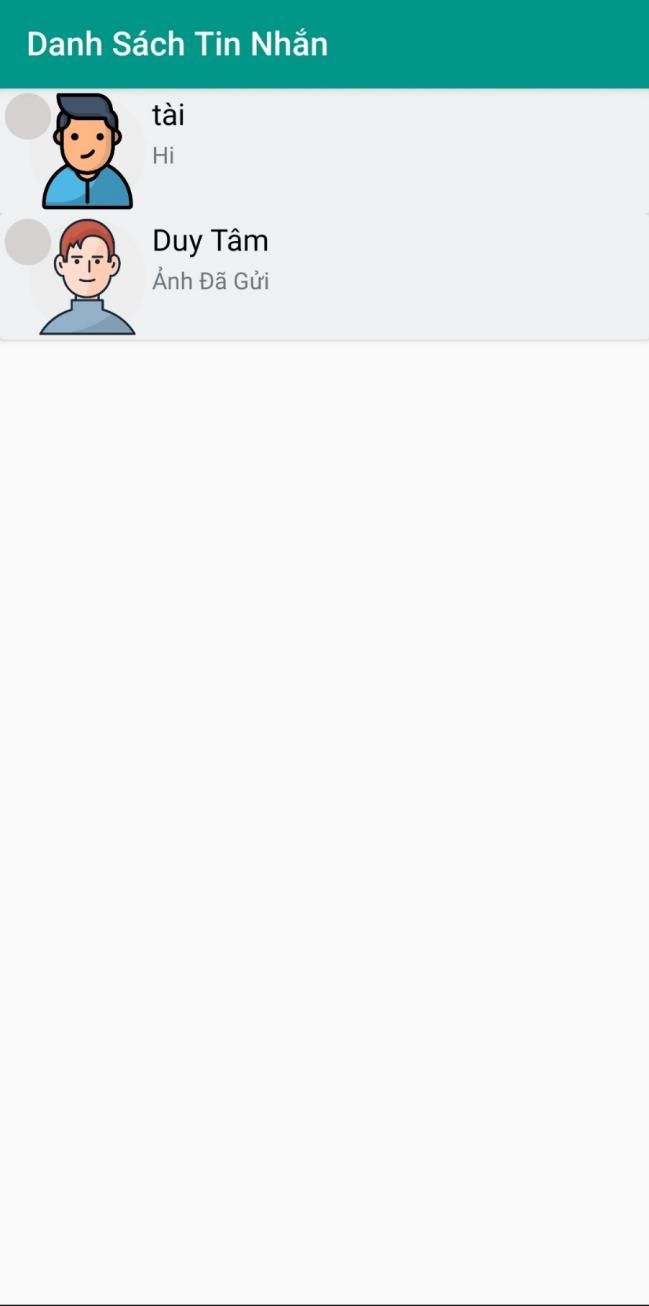 Danh Sách Tin Nhắn
tài
Hi
Duy Tâm
Ảnh Đã Gửi